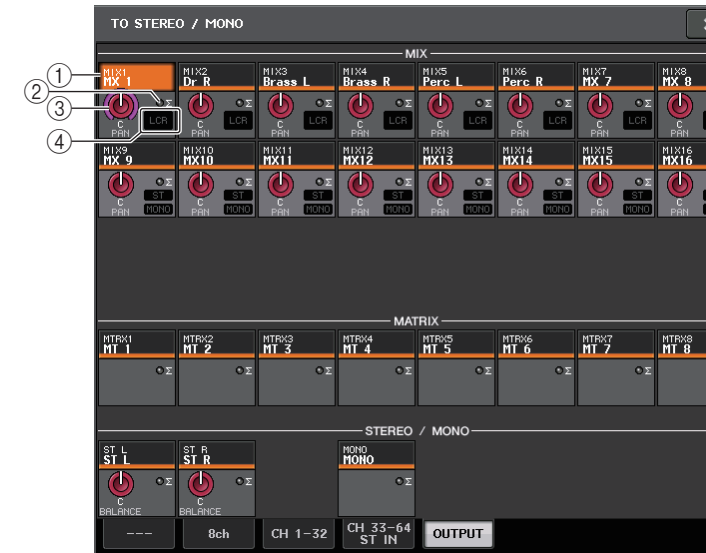 TO STEREO / MONO
MIX
① MIX1 MIX2 MIX3 MIX4 MIX5 MIX6 MIX7 MIX8
MX 1 Dr R Brass L Brass R Perc L Perc R MX 7 MX 8
② Σ Σ Σ Σ Σ Σ Σ Σ
③ LCR LCR LCR LCR LCR LCR LCR LCR
④ C C C C C C C C
PAN PAN PAN PAN PAN PAN PAN PAN
MIX9 MIX10 MIX11 MIX12 MIX13 MIX14 MIX15 MIX16
MX 9 MX10 MX11 MX12 MX13 MX14 MX15 MX16
Σ Σ Σ Σ Σ Σ Σ Σ
ST ST ST ST ST ST ST ST
C C C C C C C C
PAN MONO PAN MONO PAN MONO PAN MONO PAN MONO PAN MONO PAN MONO PAN MONO
MATRIX
MTRX1 MTRX2 MTRX3 MTRX4 MTRX5 MTRX6 MTRX7 MTRX8
MT 1 MT 2 MT 3 MT 4 MT 5 MT 6 MT 7 MT 8
Σ Σ Σ Σ Σ Σ Σ Σ
STEREO / MONO
ST L ST R MONO
ST L ST R MONO
Σ Σ Σ
C C
BALANCE BALANCE
--- 8ch CH 1-32 CH 33-64 OUTPUT
ST IN